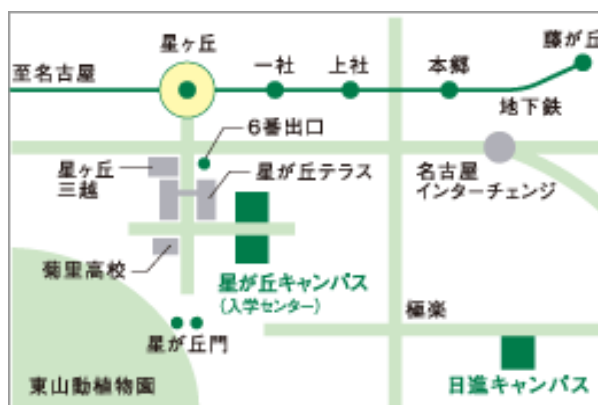 星ヶ丘
藤が丘
至名古屋
一社
上社
本郷
地下鉄
6番出口
星ヶ丘
三越
星が丘テラス
名古屋
インターチェンジ
菊里高校
星が丘キャンパス
(入学センター)
極楽
星が丘門
東山動植物園
日進キャンパス